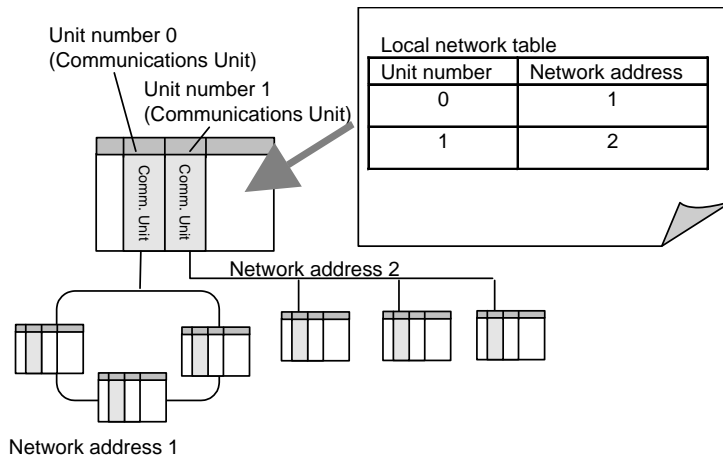 Unit number 0
(Communications Unit)
Unit number 1
(Communications Unit)
Comm. Unit
Comm. Unit
Local network table
Unit number Network address
0 1
1 2
Network address 2
Network address 1